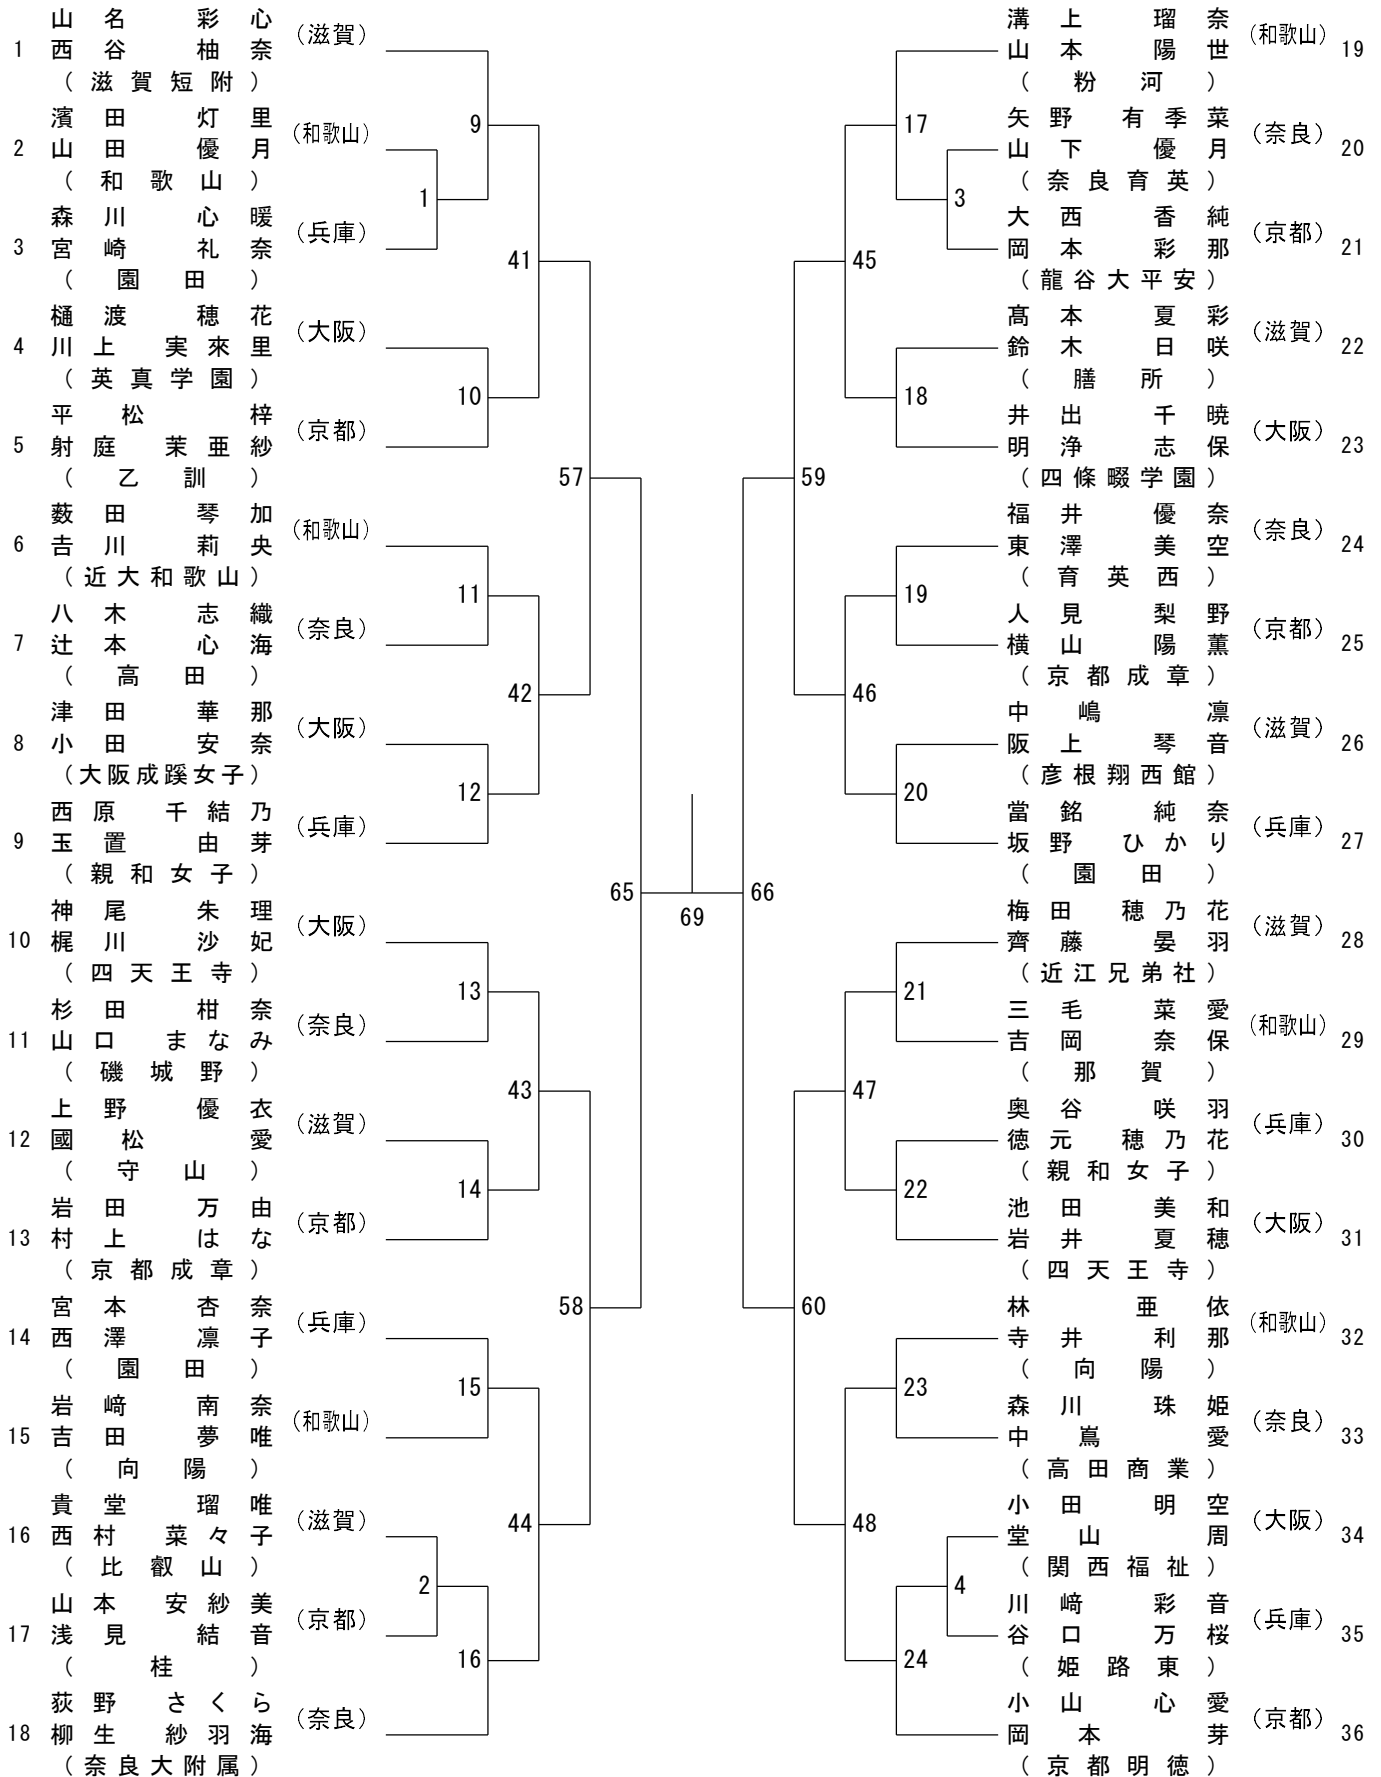 山名 彩心
1 西谷 柚奈 (滋賀)
(滋賀短附)
濱田 灯里
2 山田 優月 (和歌山)
(和歌山)
森川 心暖
3 宮崎 礼奈 (兵庫)
(園田)
樋渡 穂花
4 川上 実來里 (大阪)
(英真学園)
平松 梓
5 射庭 茉亜紗 (京都)
(乙訓)
薮田 琴加
6 𠮷川 莉央 (和歌山)
(近大和歌山)
八木 志織
7 辻本 心海 (奈良)
(高田)
津田 華那
8 小田 安奈 (大阪)
(大阪成蹊女子)
西原 千結乃
9 玉置 由芽 (兵庫)
(親和女子)
神尾 朱理
10 梶川 沙妃 (大阪)
(四天王寺)
杉田 柑奈
11 山口 まなみ (奈良)
(磯城野)
上野 優衣
12 國松 愛 (滋賀)
(守山)
岩田 万由
13 村上 はな (京都)
(京都成章)
宮本 杏奈
14 西澤 凛子 (兵庫)
(園田)
岩﨑 南奈
15 吉田 夢唯 (和歌山)
(向陽)
貴堂 瑠唯
16 西村 菜々子 (滋賀)
(比叡山)
山本 安紗美
17 浅見 結音 (京都)
(桂)
荻野 さくら
18 柳生 紗羽海 (奈良)
(奈良大附属)
9
1
41
10
57
11
42
12
65
13
43
14
58
15
44
2
16
69
17
3
45
18
59
19
46
20
66
21
47
22
60
23
48
4
24
溝上 瑠奈
山本 陽世 (和歌山) 19
(粉河)
矢野 有季菜
山下 優月 (奈良) 20
(奈良育英)
大西 香純
岡本 彩那 (京都) 21
(龍谷大平安)
髙本 夏彩
鈴木 日咲 (滋賀) 22
(膳所)
井出 千暁
明浄 志保 (大阪) 23
(四條畷学園)
福井 優奈
東澤 美空 (奈良) 24
(育英西)
人見 梨野
横山 陽薫 (京都) 25
(京都成章)
中嶋 凛
阪上 琴音 (滋賀) 26
(彦根翔西館)
當銘 純奈
坂野 ひかり (兵庫) 27
(園田)
梅田 穂乃花
齊藤 晏羽 (滋賀) 28
(近江兄弟社)
三毛 菜愛
吉岡 奈保 (和歌山) 29
(那賀)
奥谷 咲羽
徳元 穂乃花 (兵庫) 30
(親和女子)
池田 美和
岩井 夏穂 (大阪) 31
(四天王寺)
林 亜依
寺井 利那 (和歌山) 32
(向陽)
森川 珠姫
中嶌 愛 (奈良) 33
(高田商業)
小田 明空
堂山 周 (大阪) 34
(関西福祉)
川﨑 彩音
谷口 万桜 (兵庫) 35
(姫路東)
小山 心愛
岡本 芽 (京都) 36
(京都明徳)